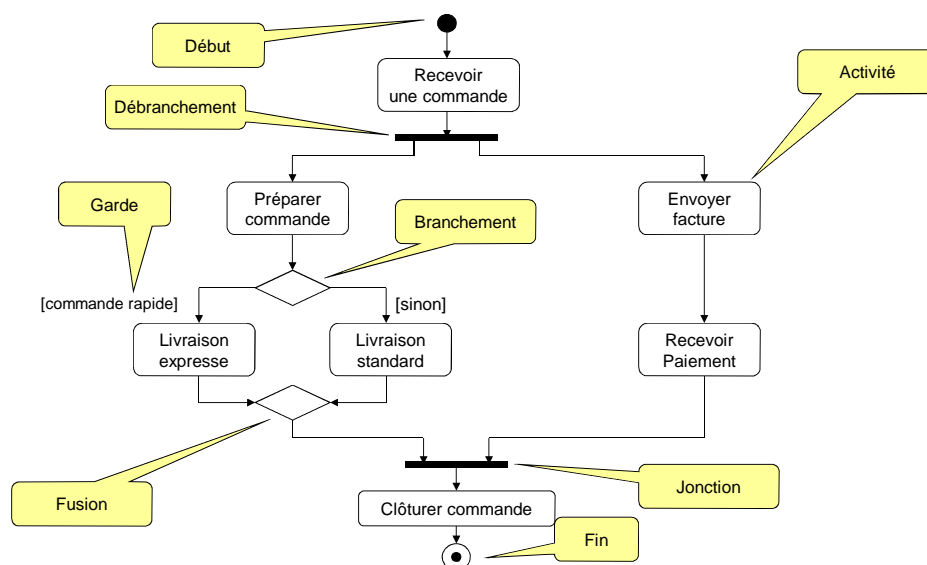 Début
Recevoir
une commande
Activité
Débranchement
Garde
Préparer
commande
Branchement
Envoyer
facture
[commande rapide]
[sinon]
Livraison
expresse
Livraison
standard
Recevoir
Paiement
Fusion
Jonction
Clôturer commande
Fin